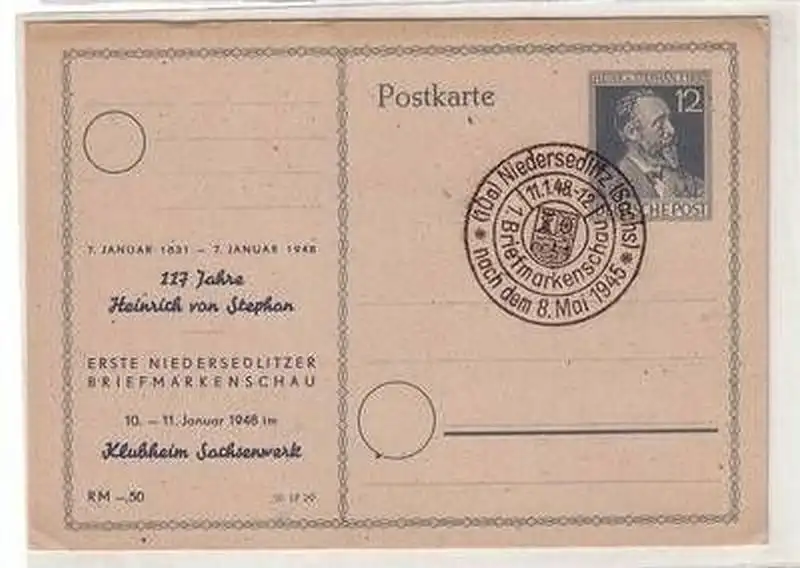 7. JANUAR 1831 – 7. JANUAR 1948
117 Jahre
Heinrich von Stephan
ERSTE NIEDERSEDLITZER
BRIEFMARKENSCHAU
10. – 11. Januar 1948 im
Klubheim Sachsenwerk
RM –.50
Postkarte
12
(10a) Niedersedlitz (Sachs)
* nach dem 8. Mai 1945 *
11.1.48.-12
1. Briefmarkenschau